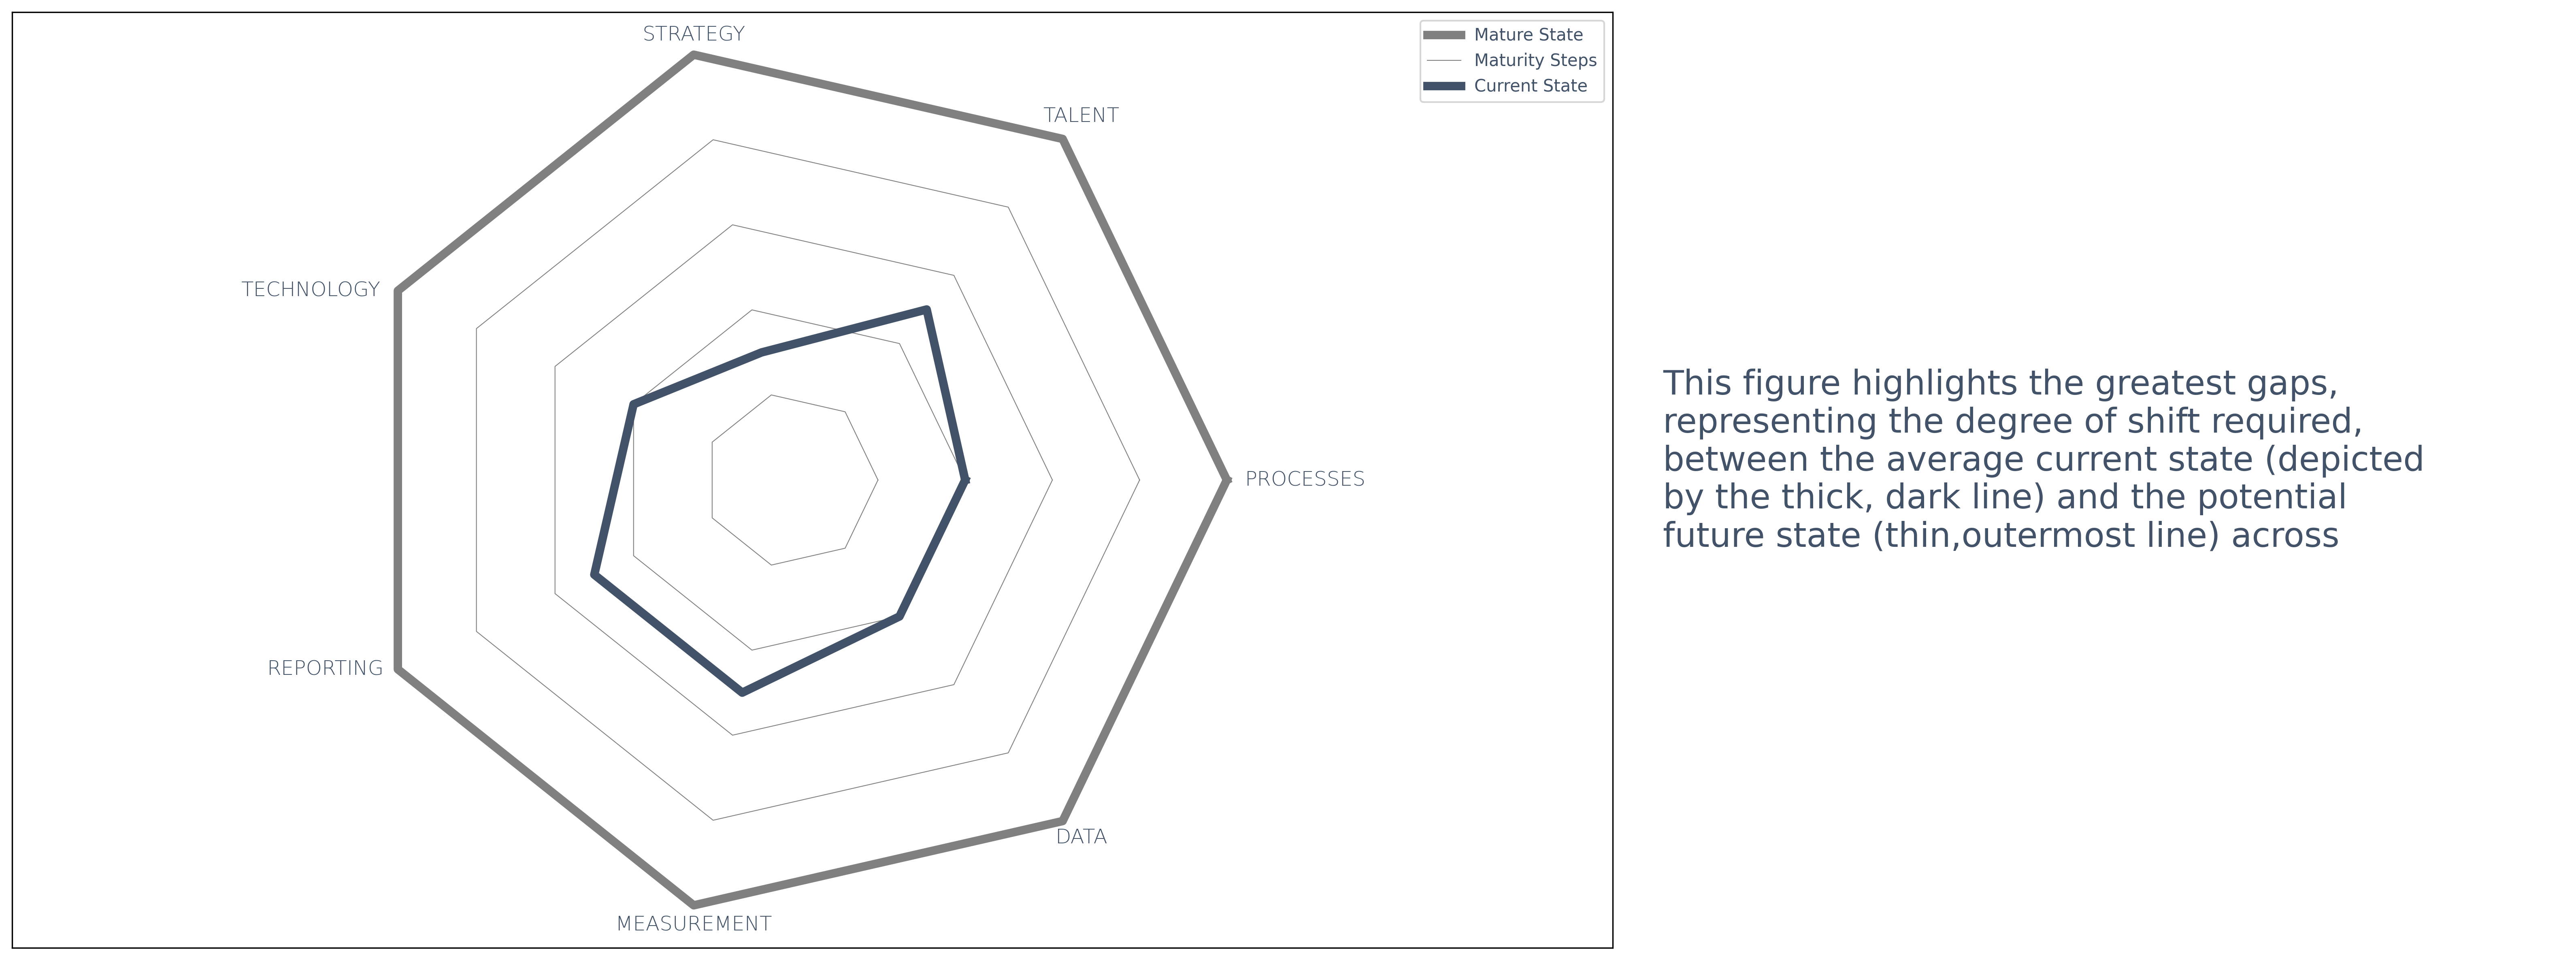 STRATEGY
Mature State
Maturity Steps
Current State
TALENT
TECHNOLOGY
PROCESSES
REPORTING
DATA
MEASUREMENT
This figure highlights the greatest gaps,
representing the degree of shift required,
between the average current state (depicted
by the thick, dark line) and the potential
future state (thin,outermost line) across